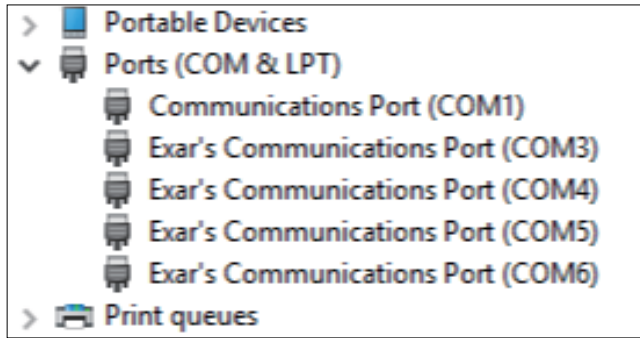 Portable Devices
Ports (COM & LPT)
Communications Port (COM1)
Exar's Communications Port (COM3)
Exar's Communications Port (COM4)
Exar's Communications Port (COM5)
Exar's Communications Port (COM6)
Print queues